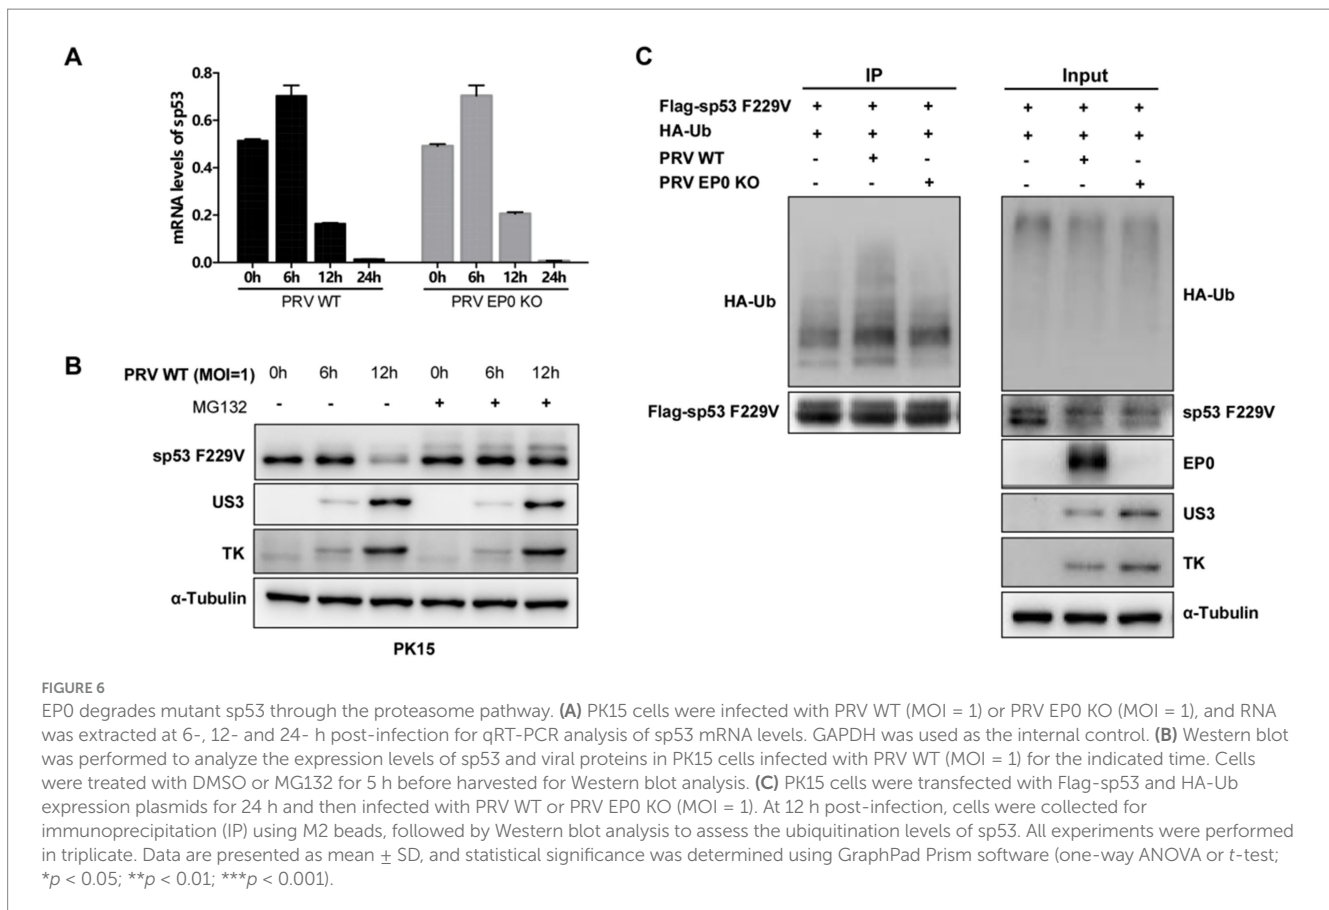 A
mRNA levels of sp53
0.8
0.6
0.4
0.2
0.0
0h 6h 12h 24h 0h 6h 12h 24h
PRV WT PRV EP0 KO
B
PRV WT (MOI=1) 0h 6h 12h 0h 6h 12h
MG132 - - - + + +
sp53 F229V
US3
TK
α-Tubulin
PK15
C
IP Input
Flag-sp53 F229V + + + + + +
HA-Ub + + + + + +
PRV WT - + - - + -
PRV EP0 KO - - + - - +
HA-Ub HA-Ub
Flag-sp53 F229V sp53 F229V
EP0
US3
TK
α-Tubulin
FIGURE 6
EP0 degrades mutant sp53 through the proteasome pathway. (A) PK15 cells were infected with PRV WT (MOI = 1) or PRV EP0 KO (MOI = 1), and RNA
was extracted at 6-, 12- and 24- h post-infection for qRT-PCR analysis of sp53 mRNA levels. GAPDH was used as the internal control. (B) Western blot
was performed to analyze the expression levels of sp53 and viral proteins in PK15 cells infected with PRV WT (MOI = 1) for the indicated time. Cells
were treated with DMSO or MG132 for 5 h before harvested for Western blot analysis. (C) PK15 cells were transfected with Flag-sp53 and HA-Ub
expression plasmids for 24 h and then infected with PRV WT or PRV EP0 KO (MOI = 1). At 12 h post-infection, cells were collected for
immunoprecipitation (IP) using M2 beads, followed by Western blot analysis to assess the ubiquitination levels of sp53. All experiments were performed
in triplicate. Data are presented as mean ± SD, and statistical significance was determined using GraphPad Prism software (one-way ANOVA or t-test;
*p < 0.05; **p < 0.01; ***p < 0.001).